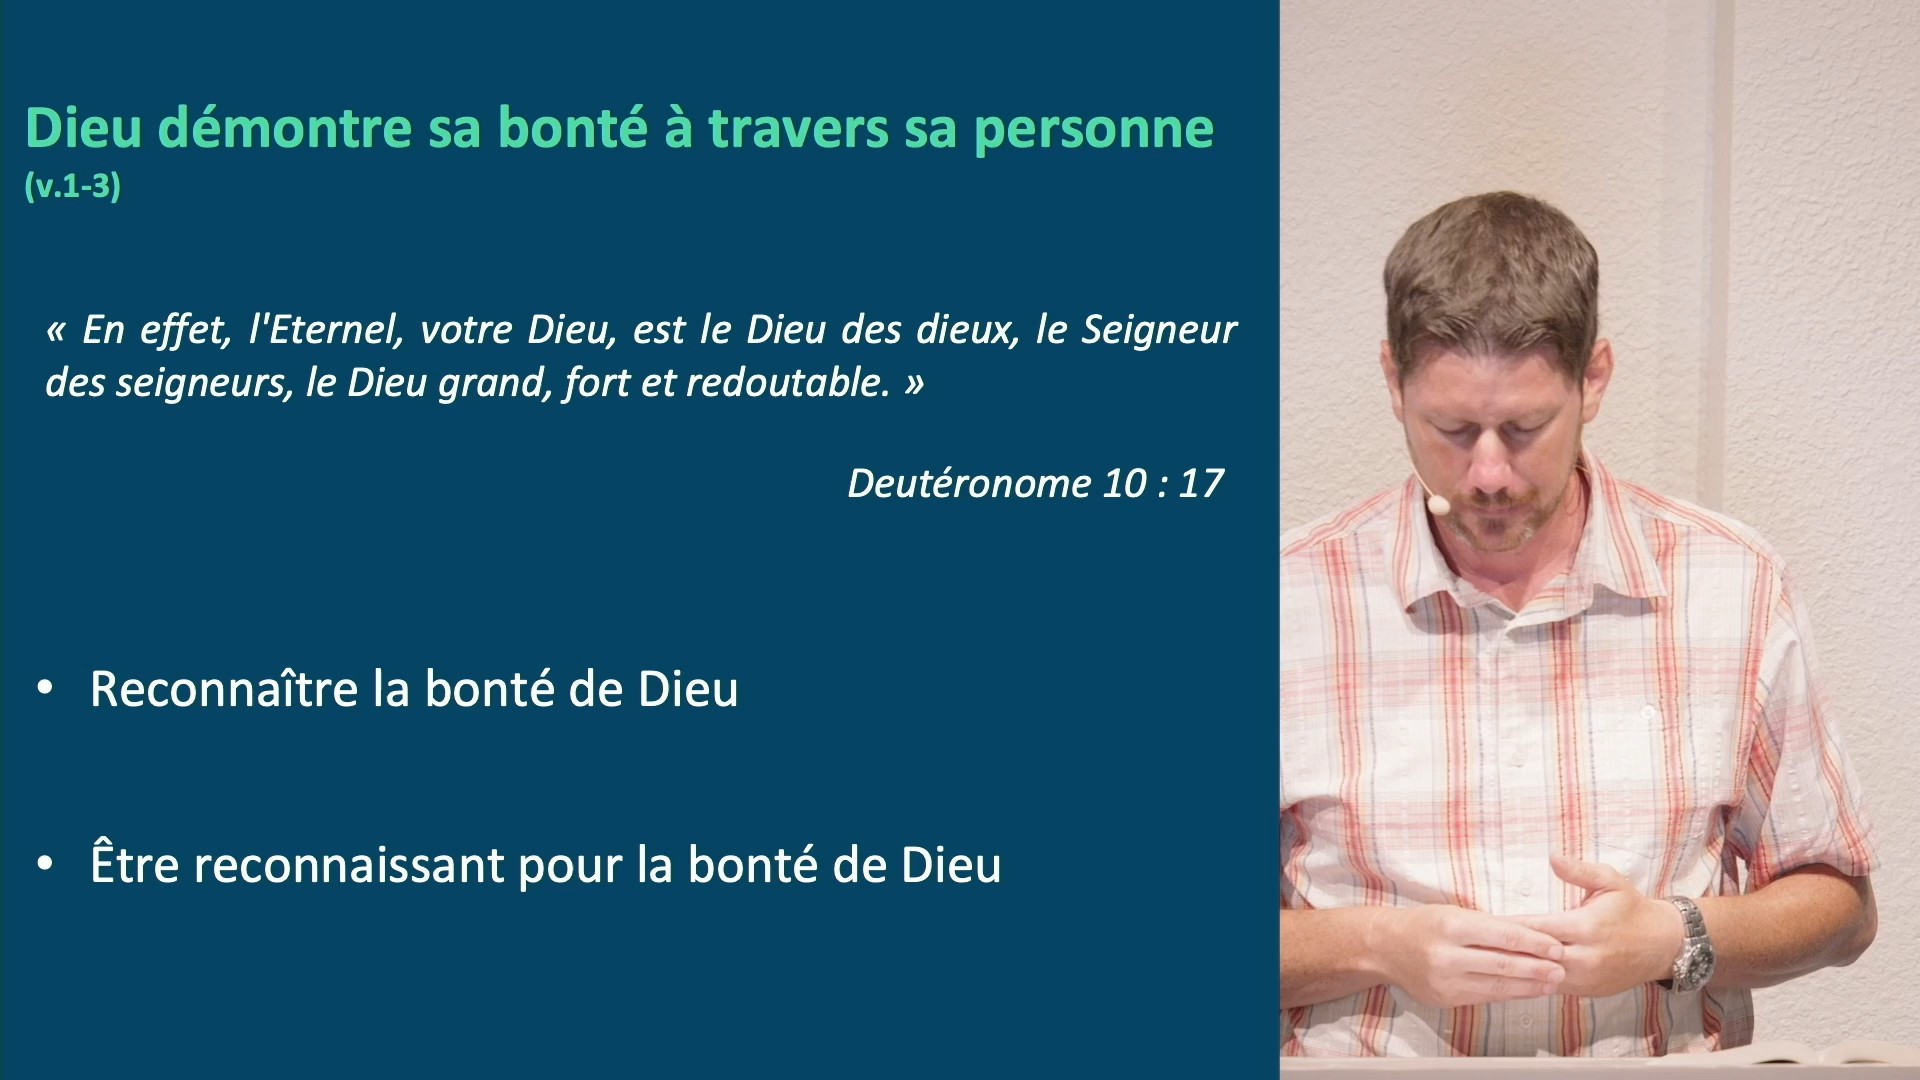 Dieu démontre sa bonté à travers sa personne
(v.1-3)
« En effet, l'Eternel, votre Dieu, est le Dieu des dieux, le Seigneur
des seigneurs, le Dieu grand, fort et redoutable. »
Deutéronome 10 : 17
• Reconnaître la bonté de Dieu
• Être reconnaissant pour la bonté de Dieu